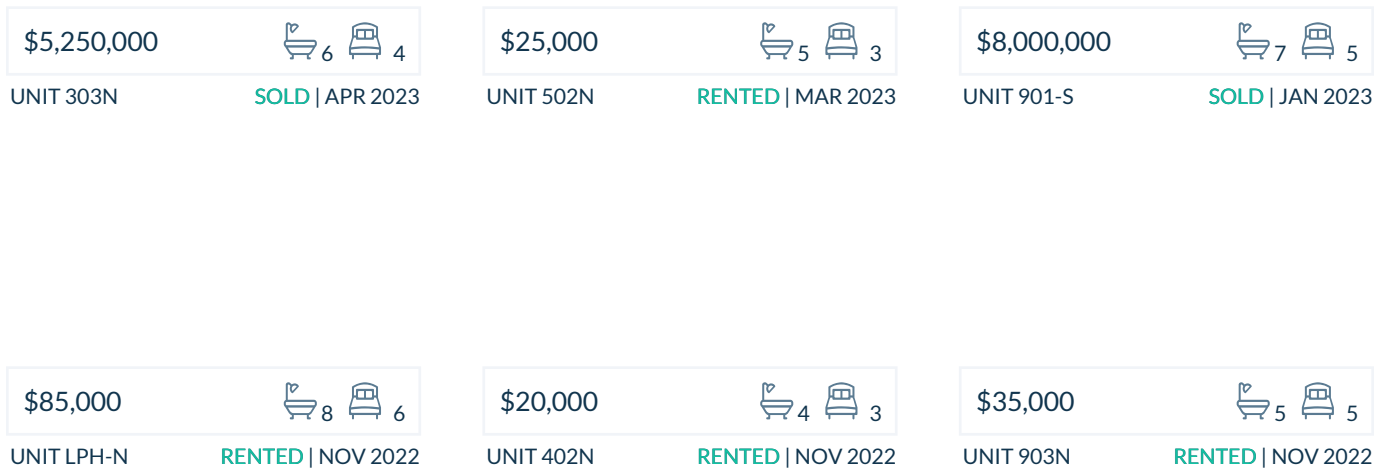 $5,250,000 6 4
UNIT 303N SOLD | APR 2023
$25,000 5 3
UNIT 502N RENTED | MAR 2023
$8,000,000 7 5
UNIT 901-S SOLD | JAN 2023
$85,000 8 6
UNIT LPH-N RENTED | NOV 2022
$20,000 4 3
UNIT 402N RENTED | NOV 2022
$35,000 5 5
UNIT 903N RENTED | NOV 2022